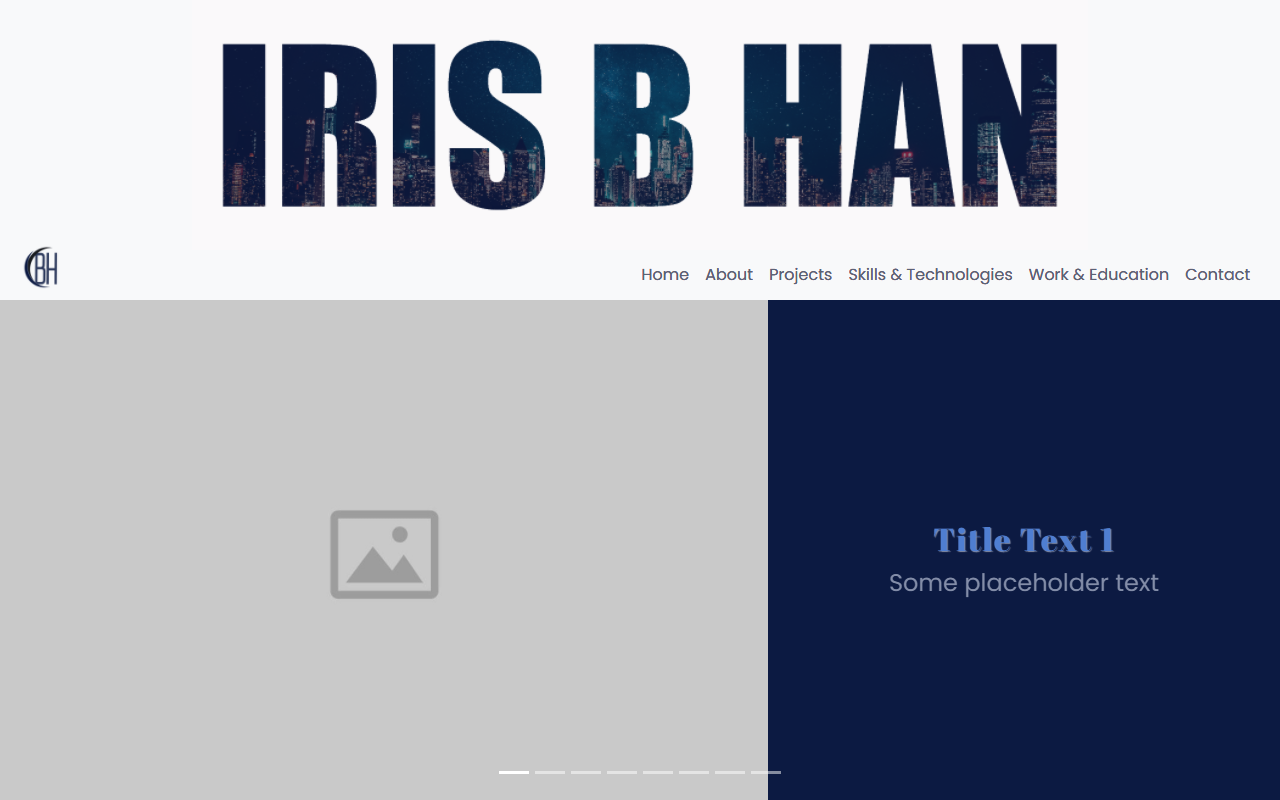 IRIS B HAN
BH
Home About Projects Skills & Technologies Work & Education Contact
Title Text 1
Some placeholder text